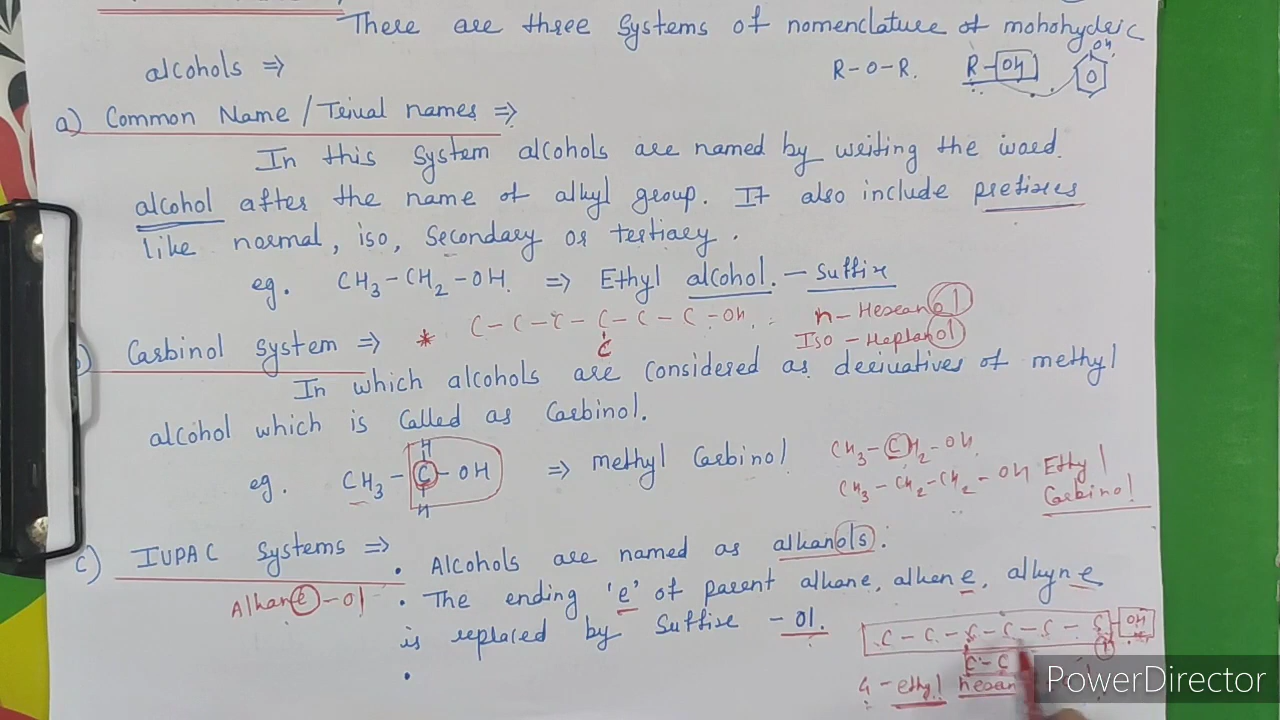 There are three Systems of nomenclature of monohydric
alcohols ⇒
R-O-R. R-OH OH
a) Common Name / Trivial names ⇒
In this System alcohols are named by writing the word
alcohol after the name of alkyl group. It also include prefixes
like normal, iso, Secondary or tertiary.
eg. CH3-CH2-OH. ⇒ Ethyl alcohol. - Suffix
* C-C-C-C-C-C-OH n-Hexanol
C Iso-Heptanol
b) Carbinol System ⇒
In which alcohols are Considered as derivatives of methyl
alcohol which is Called as Carbinol.
H
eg. CH3-C-OH ⇒ methyl Carbinol CH3-CH2-OH
H
CH3-CH2-CH2-OH Ethyl
Carbinol
c) IUPAC Systems ⇒
• Alcohols are named as alkanols.
Alkane-ol • The ending 'e' of parent alkane, alkene, alkyne
is replaced by Suffix -ol.
C-C-C-C-C-C-OH
C-C 1
4-ethyl hexan
•
PowerDirector